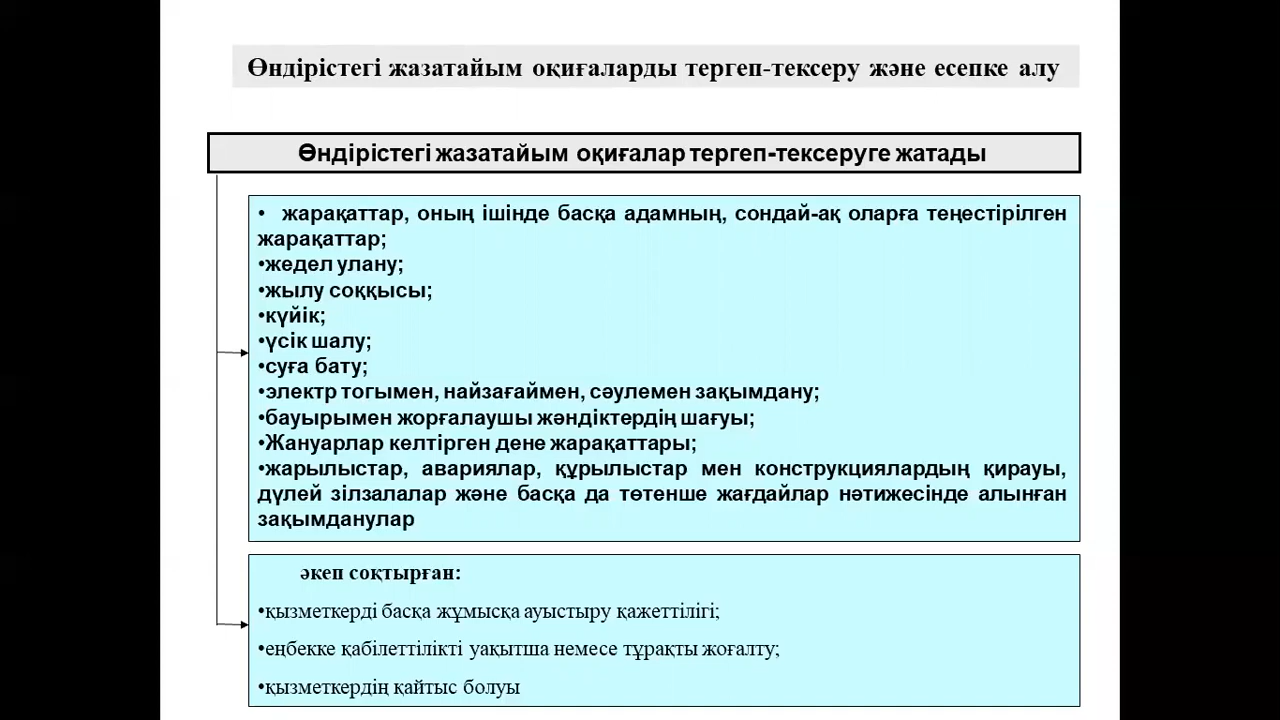 Өндірістегі жазатайым оқиғаларды тергеп-тексеру және есепке алу
Өндірістегі жазатайым оқиғалар тергеп-тексеруге жатады
• жарақаттар, оның ішінде басқа адамның, сондай-ақ оларға теңестірілген
жарақаттар;
•жедел улану;
•жылу соққысы;
•күйік;
•үсік шалу;
•суға бату;
•электр тогымен, найзағаймен, сәулемен зақымдану;
•бауырымен жорғалаушы жәндіктердің шағуы;
•Жануарлар келтірген дене жарақаттары;
•жарылыстар, авариялар, құрылыстар мен конструкциялардың қирауы,
дүлей зілзалалар және басқа да төтенше жағдайлар нәтижесінде алынған
зақымданулар
әкеп соқтырған:
•қызметкерді басқа жұмысқа ауыстыру қажеттілігі;
•еңбекке қабілеттілікті уақытша немесе тұрақты жоғалту;
•қызметкердің қайтыс болуы